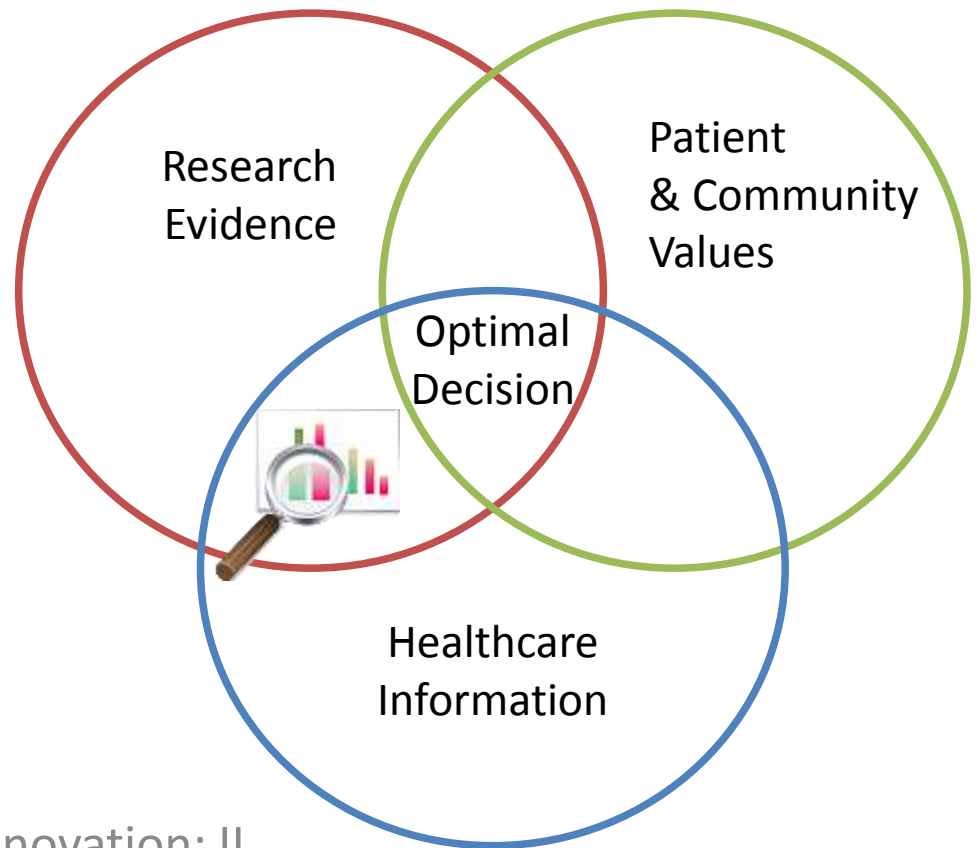 Research
Evidence
Patient
& Community
Values
Optimal
Decision
Healthcare
Information